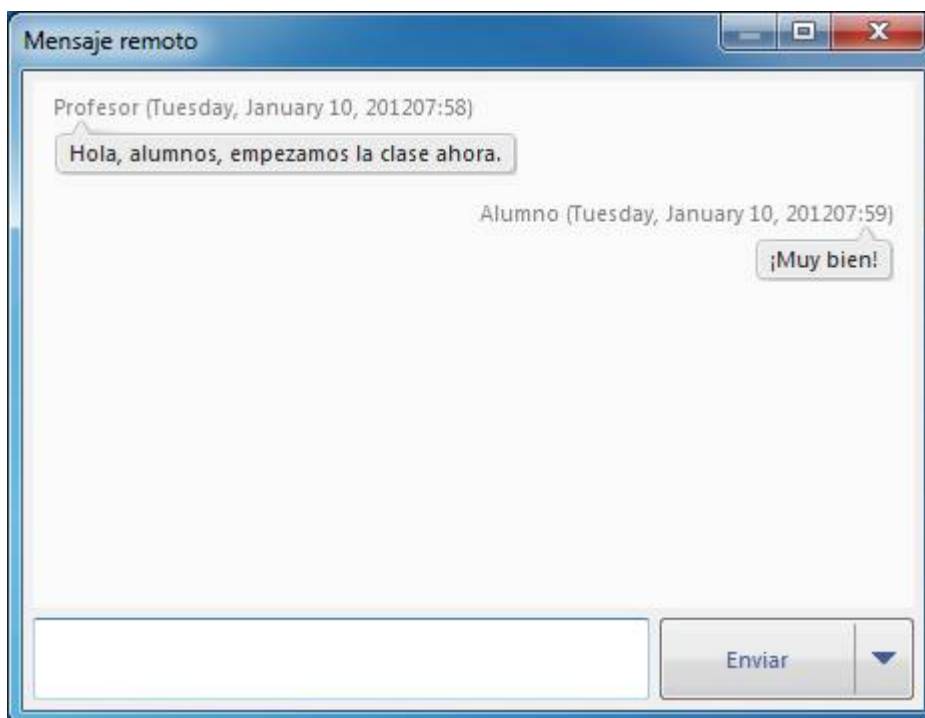 Mensaje remoto
Profesor (Tuesday, January 10, 201207:58)
Hola, alumnos, empezamos la clase ahora.
Alumno (Tuesday, January 10, 201207:59)
¡Muy bien!
Enviar